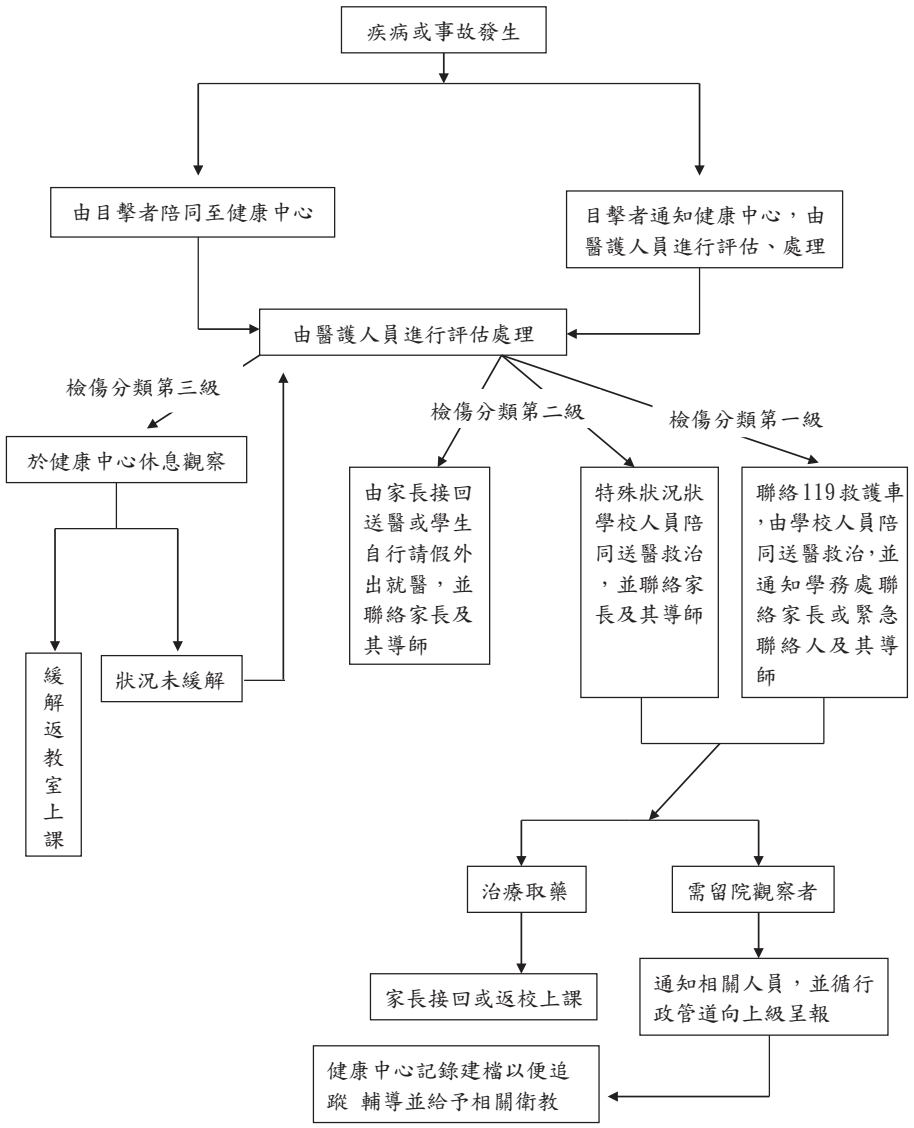 疾病或事故發生
由目擊者陪同至健康中心
目擊者通知健康中心，由
醫護人員進行評估、處理
由醫護人員進行評估處理
檢傷分類第三級
檢傷分類第二級
檢傷分類第一級
於健康中心休息觀察
由家長接回
送醫或學生
自行請假外
出就醫，並
聯絡家長及
其導師
特殊狀況狀
學校人員陪
同送醫救治
，並聯絡家
長及其導師
聯絡119救護車
，由學校人員陪
同送醫救治，並
通知學務處聯
絡家長或緊急
聯絡人及其導
師
緩
解
返
教
室
上
課
狀況未緩解
治療取藥
需留院觀察者
家長接回或返校上課
通知相關人員，並循行
政管道向上級呈報
健康中心記錄建檔以便追
蹤 輔導並給予相關衛教